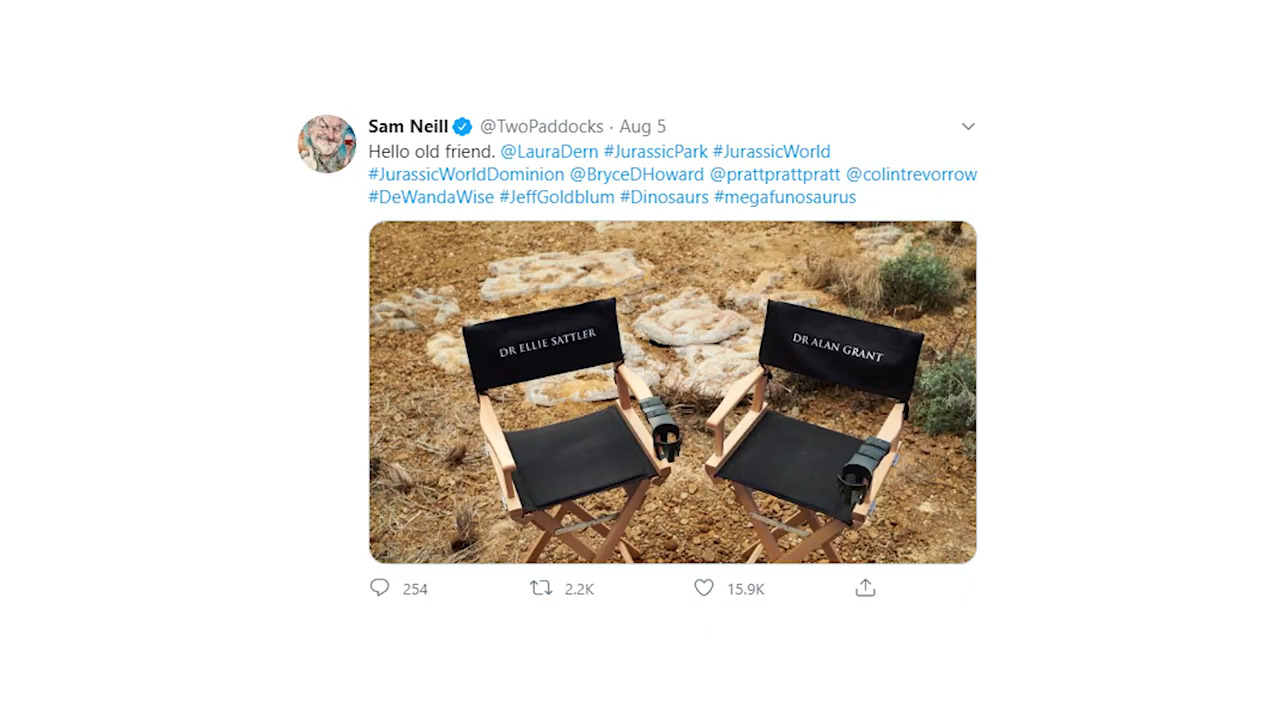 Sam Neill @TwoPaddocks · Aug 5
Hello old friend. @LauraDern #JurassicPark #JurassicWorld
#JurassicWorldDominion @BryceDHoward @prattprattpratt @colintrevorrow
#DeWandaWise #JeffGoldblum #Dinosaurs #megafunosaurus
DR ELLIE SATTLER
DR ALAN GRANT
254 2.2K 15.9K